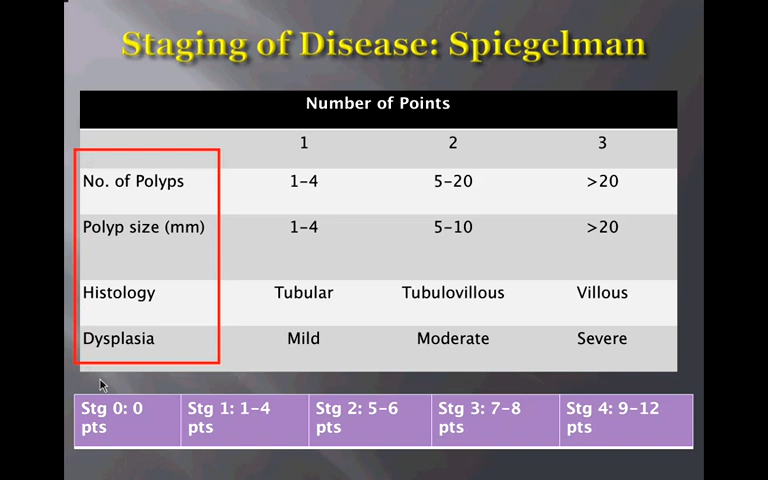 Staging of Disease: Spiegelman
Number of Points
1 2 3
No. of Polyps 1-4 5-20 >20
Polyp size (mm) 1-4 5-10 >20
Histology Tubular Tubulovillous Villous
Dysplasia Mild Moderate Severe
Stg 0: 0 pts
Stg 1: 1-4 pts
Stg 2: 5-6 pts
Stg 3: 7-8 pts
Stg 4: 9-12 pts